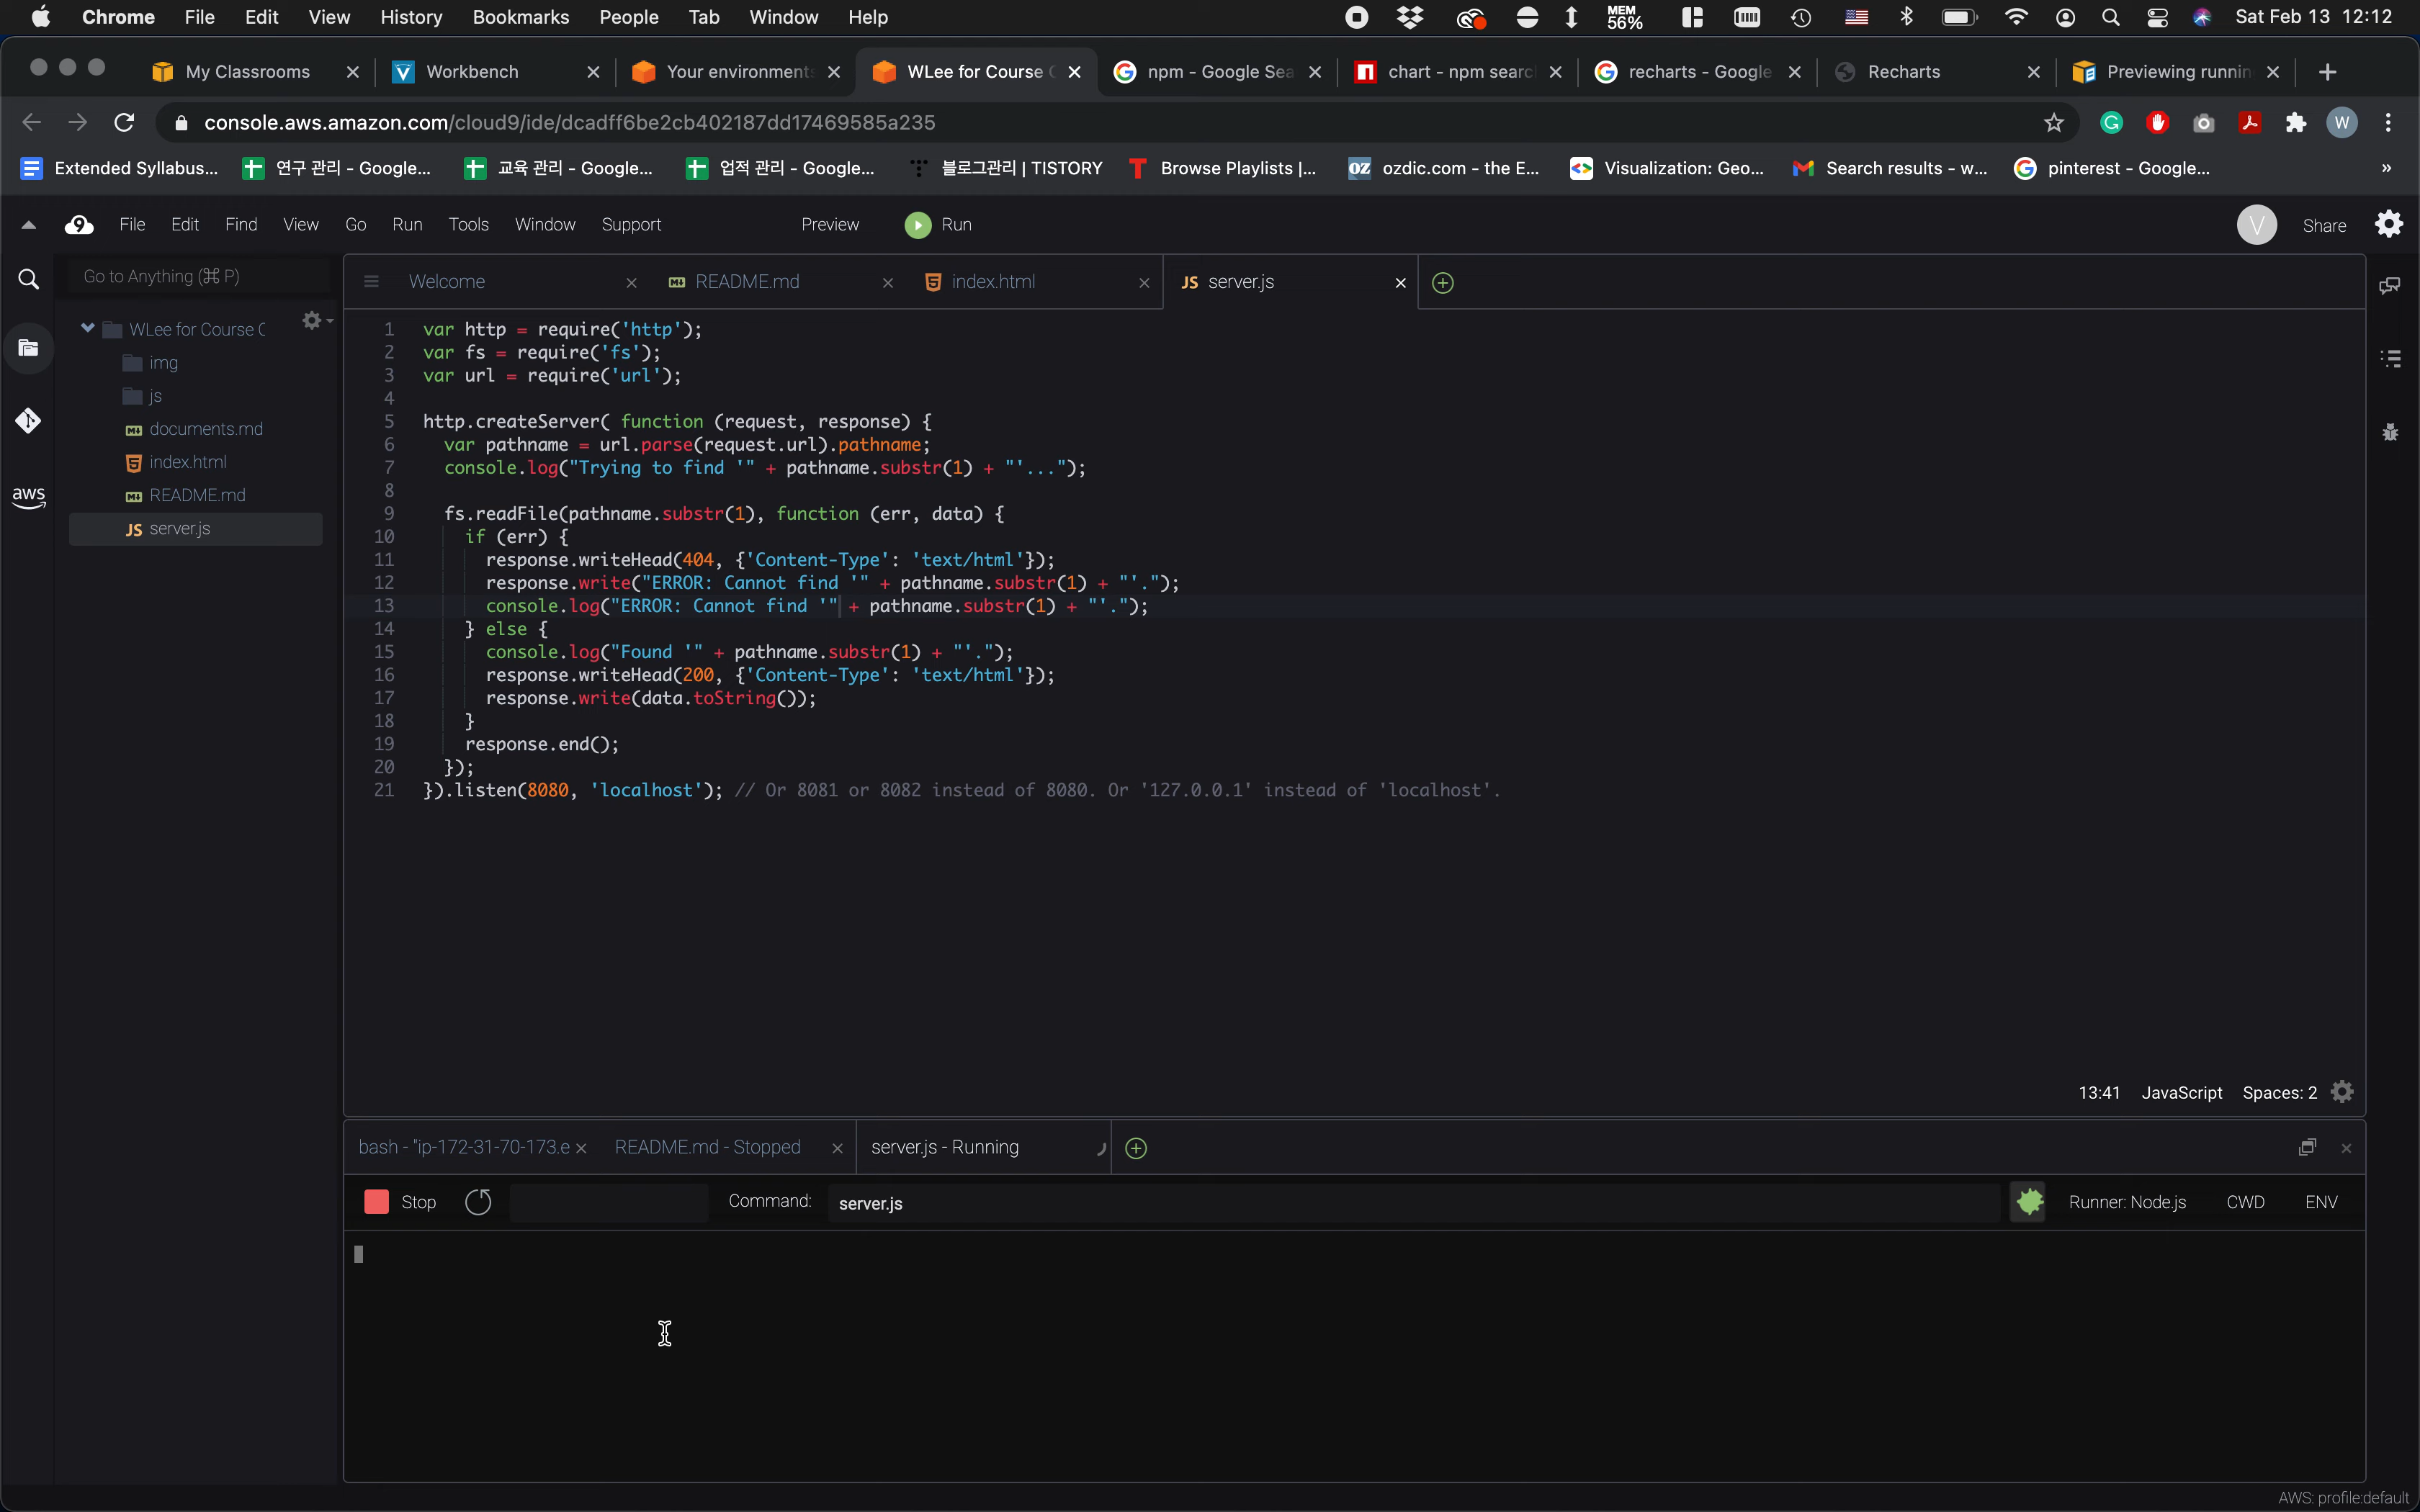 Chrome File Edit View History Bookmarks People Tab Window Help MEM 56% Sat Feb 13 12:12
My Classrooms Workbench Your environments WLee for Course C npm - Google Sea chart - npm searc recharts - Google Recharts Previewing runnin
console.aws.amazon.com/cloud9/ide/dcadff6be2cb402187dd17469585a235 W
Extended Syllabus... 연구 관리 - Google... 교육 관리 - Google... 업적 관리 - Google... 블로그관리 | TISTORY Browse Playlists |... ozdic.com - the E... Visualization: Geo... Search results - w... pinterest - Google... »
9 File Edit Find View Go Run Tools Window Support Preview Run V Share
Go to Anything (⌘ P) Welcome README.md index.html JS server.js
WLee for Course C
img
js
documents.md
index.html
README.md
JS server.js
aws
1 var http = require('http');
2 var fs = require('fs');
3 var url = require('url');
4
5 http.createServer( function (request, response) {
6 var pathname = url.parse(request.url).pathname;
7 console.log("Trying to find '" + pathname.substr(1) + "'...");
8
9 fs.readFile(pathname.substr(1), function (err, data) {
10 if (err) {
11 response.writeHead(404, {'Content-Type': 'text/html'});
12 response.write("ERROR: Cannot find '" + pathname.substr(1) + "'.");
13 console.log("ERROR: Cannot find '" + pathname.substr(1) + "'.");
14 } else {
15 console.log("Found '" + pathname.substr(1) + "'.");
16 response.writeHead(200, {'Content-Type': 'text/html'});
17 response.write(data.toString());
18 }
19 response.end();
20 });
21 }).listen(8080, 'localhost'); // Or 8081 or 8082 instead of 8080. Or '127.0.0.1' instead of 'localhost'.
13:41 JavaScript Spaces: 2
bash - "ip-172-31-70-173.e README.md - Stopped server.js - Running
Stop Command: server.js Runner: Node.js CWD ENV
AWS: profile:default